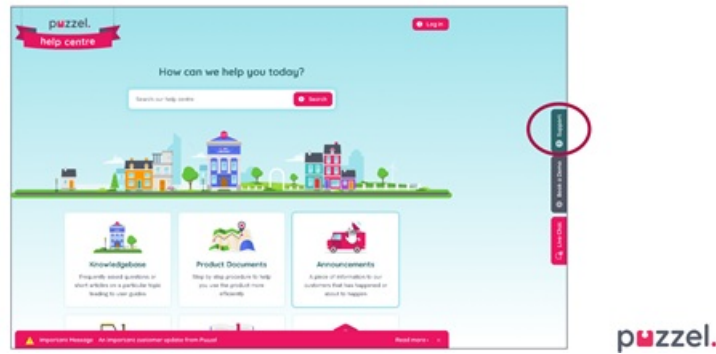 puzzel.
help centre
Log in
How can we help you today?
Search our help centre
Search
Support
Book a Demo
Live Chat
Knowledgebase
Frequently asked questions or
short articles on a particular topic
leading to user guides
Product Documents
Step by step procedure to help
you use the product more
efficiently
Announcements
A piece of information to our
customers that has happened or
about to happen
Important Message An important customer update from Puzzel
Read more
puzzel.